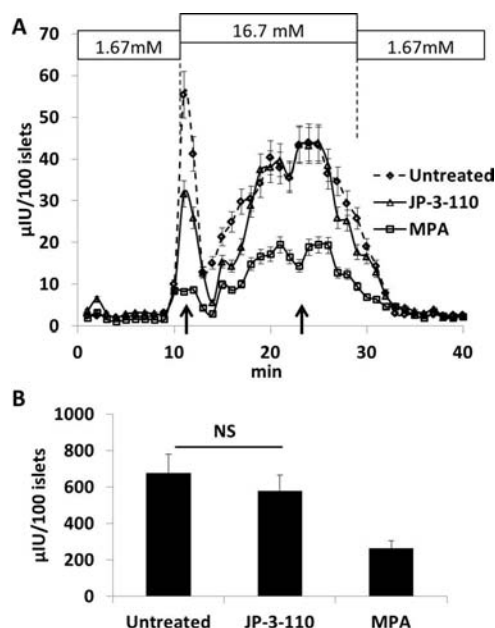 A
1.67mM
16.7 mM
1.67mM
70
60
50
40
30
20
10
0
µIU/100 islets
0 10 20 30 40
min
Untreated
JP-3-110
MPA
B
1000
800
600
400
200
0
µIU/100 islets
NS
Untreated JP-3-110 MPA